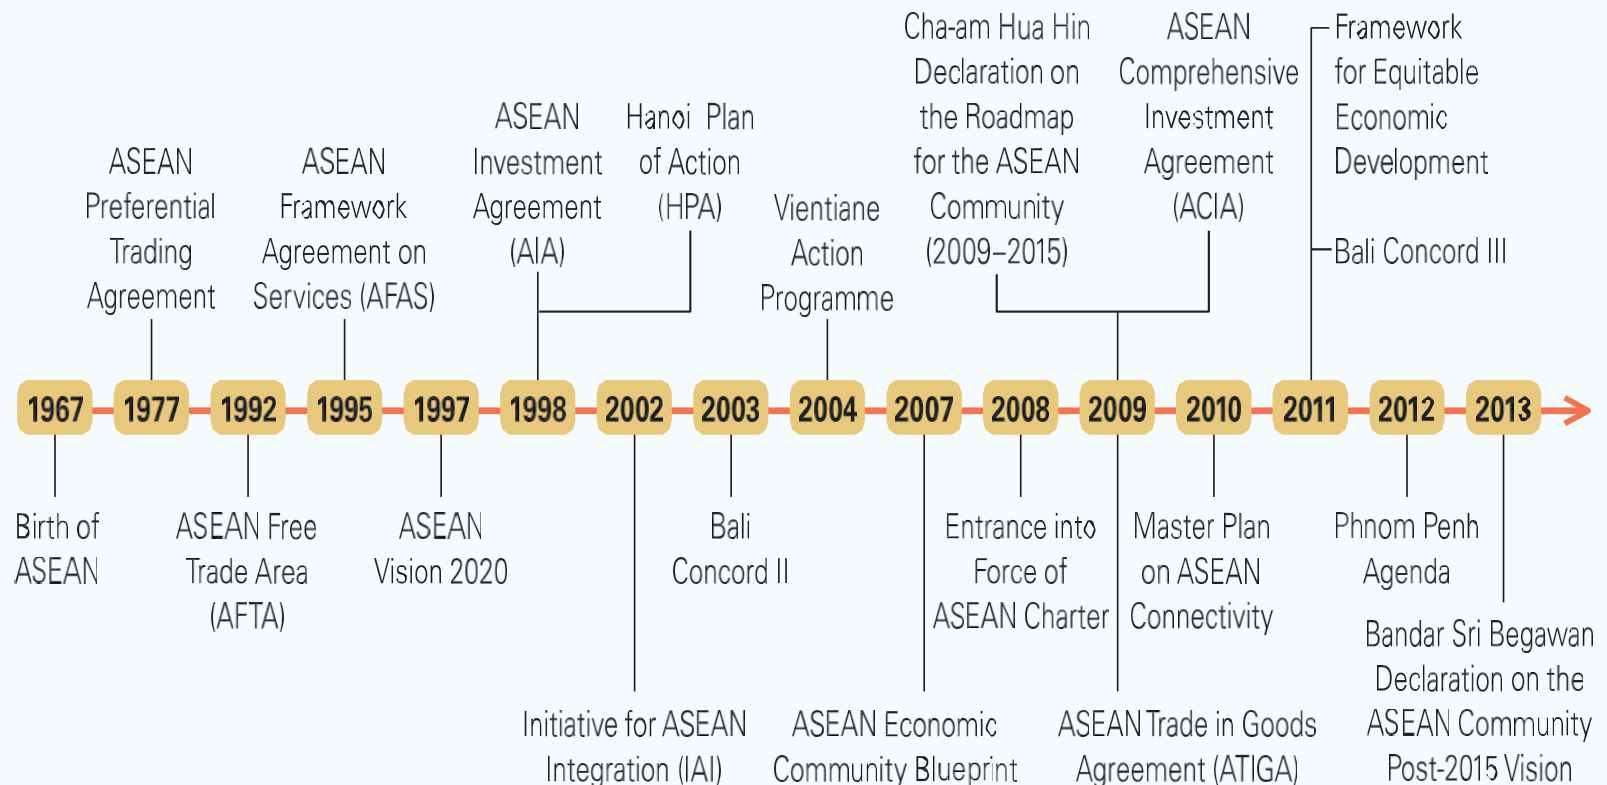 ASEAN
Preferential
Trading
Agreement
ASEAN
Framework
Agreement on
Services (AFAS)
ASEAN
Investment
Agreement
(AIA)
Hanoi Plan
of Action
(HPA)
Vientiane
Action
Programme
Cha-am Hua Hin
Declaration on
the Roadmap
for the ASEAN
Community
(2009–2015)
ASEAN
Comprehensive
Investment
Agreement
(ACIA)
Framework
for Equitable
Economic
Development
Bali Concord III
1967 1977 1992 1995 1997 1998 2002 2003 2004 2007 2008 2009 2010 2011 2012 2013
Birth of
ASEAN
ASEAN Free
Trade Area
(AFTA)
ASEAN
Vision 2020
Initiative for ASEAN
Integration (IAI)
Bali
Concord II
ASEAN Economic
Community Blueprint
Entrance into
Force of
ASEAN Charter
ASEAN Trade in Goods
Agreement (ATIGA)
Master Plan
on ASEAN
Connectivity
Phnom Penh
Agenda
Bandar Sri Begawan
Declaration on the
ASEAN Community
Post-2015 Vision